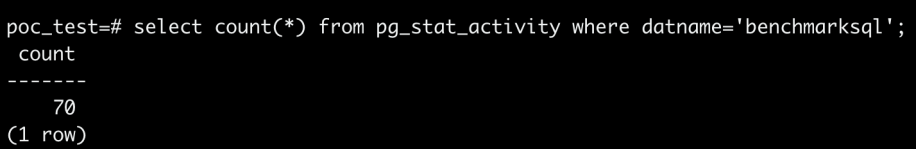 poc_test=# select count(*) from pg_stat_activity where datname='benchmarksql';
 count
-------
    70
(1 row)